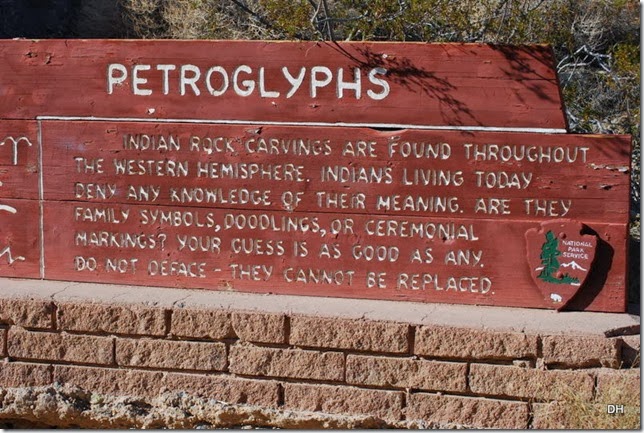 PETROGLYPHS
INDIAN ROCK CARVINGS ARE FOUND THROUGHOUT
THE WESTERN HEMISPHERE. INDIANS LIVING TODAY
DENY ANY KNOWLEDGE OF THEIR MEANING. ARE THEY
FAMILY SYMBOLS, DOODLINGS, OR CEREMONIAL
MARKINGS? YOUR GUESS IS AS GOOD AS ANY.
DO NOT DEFACE - THEY CANNOT BE REPLACED.
NATIONAL
PARK
SERVICE
DH